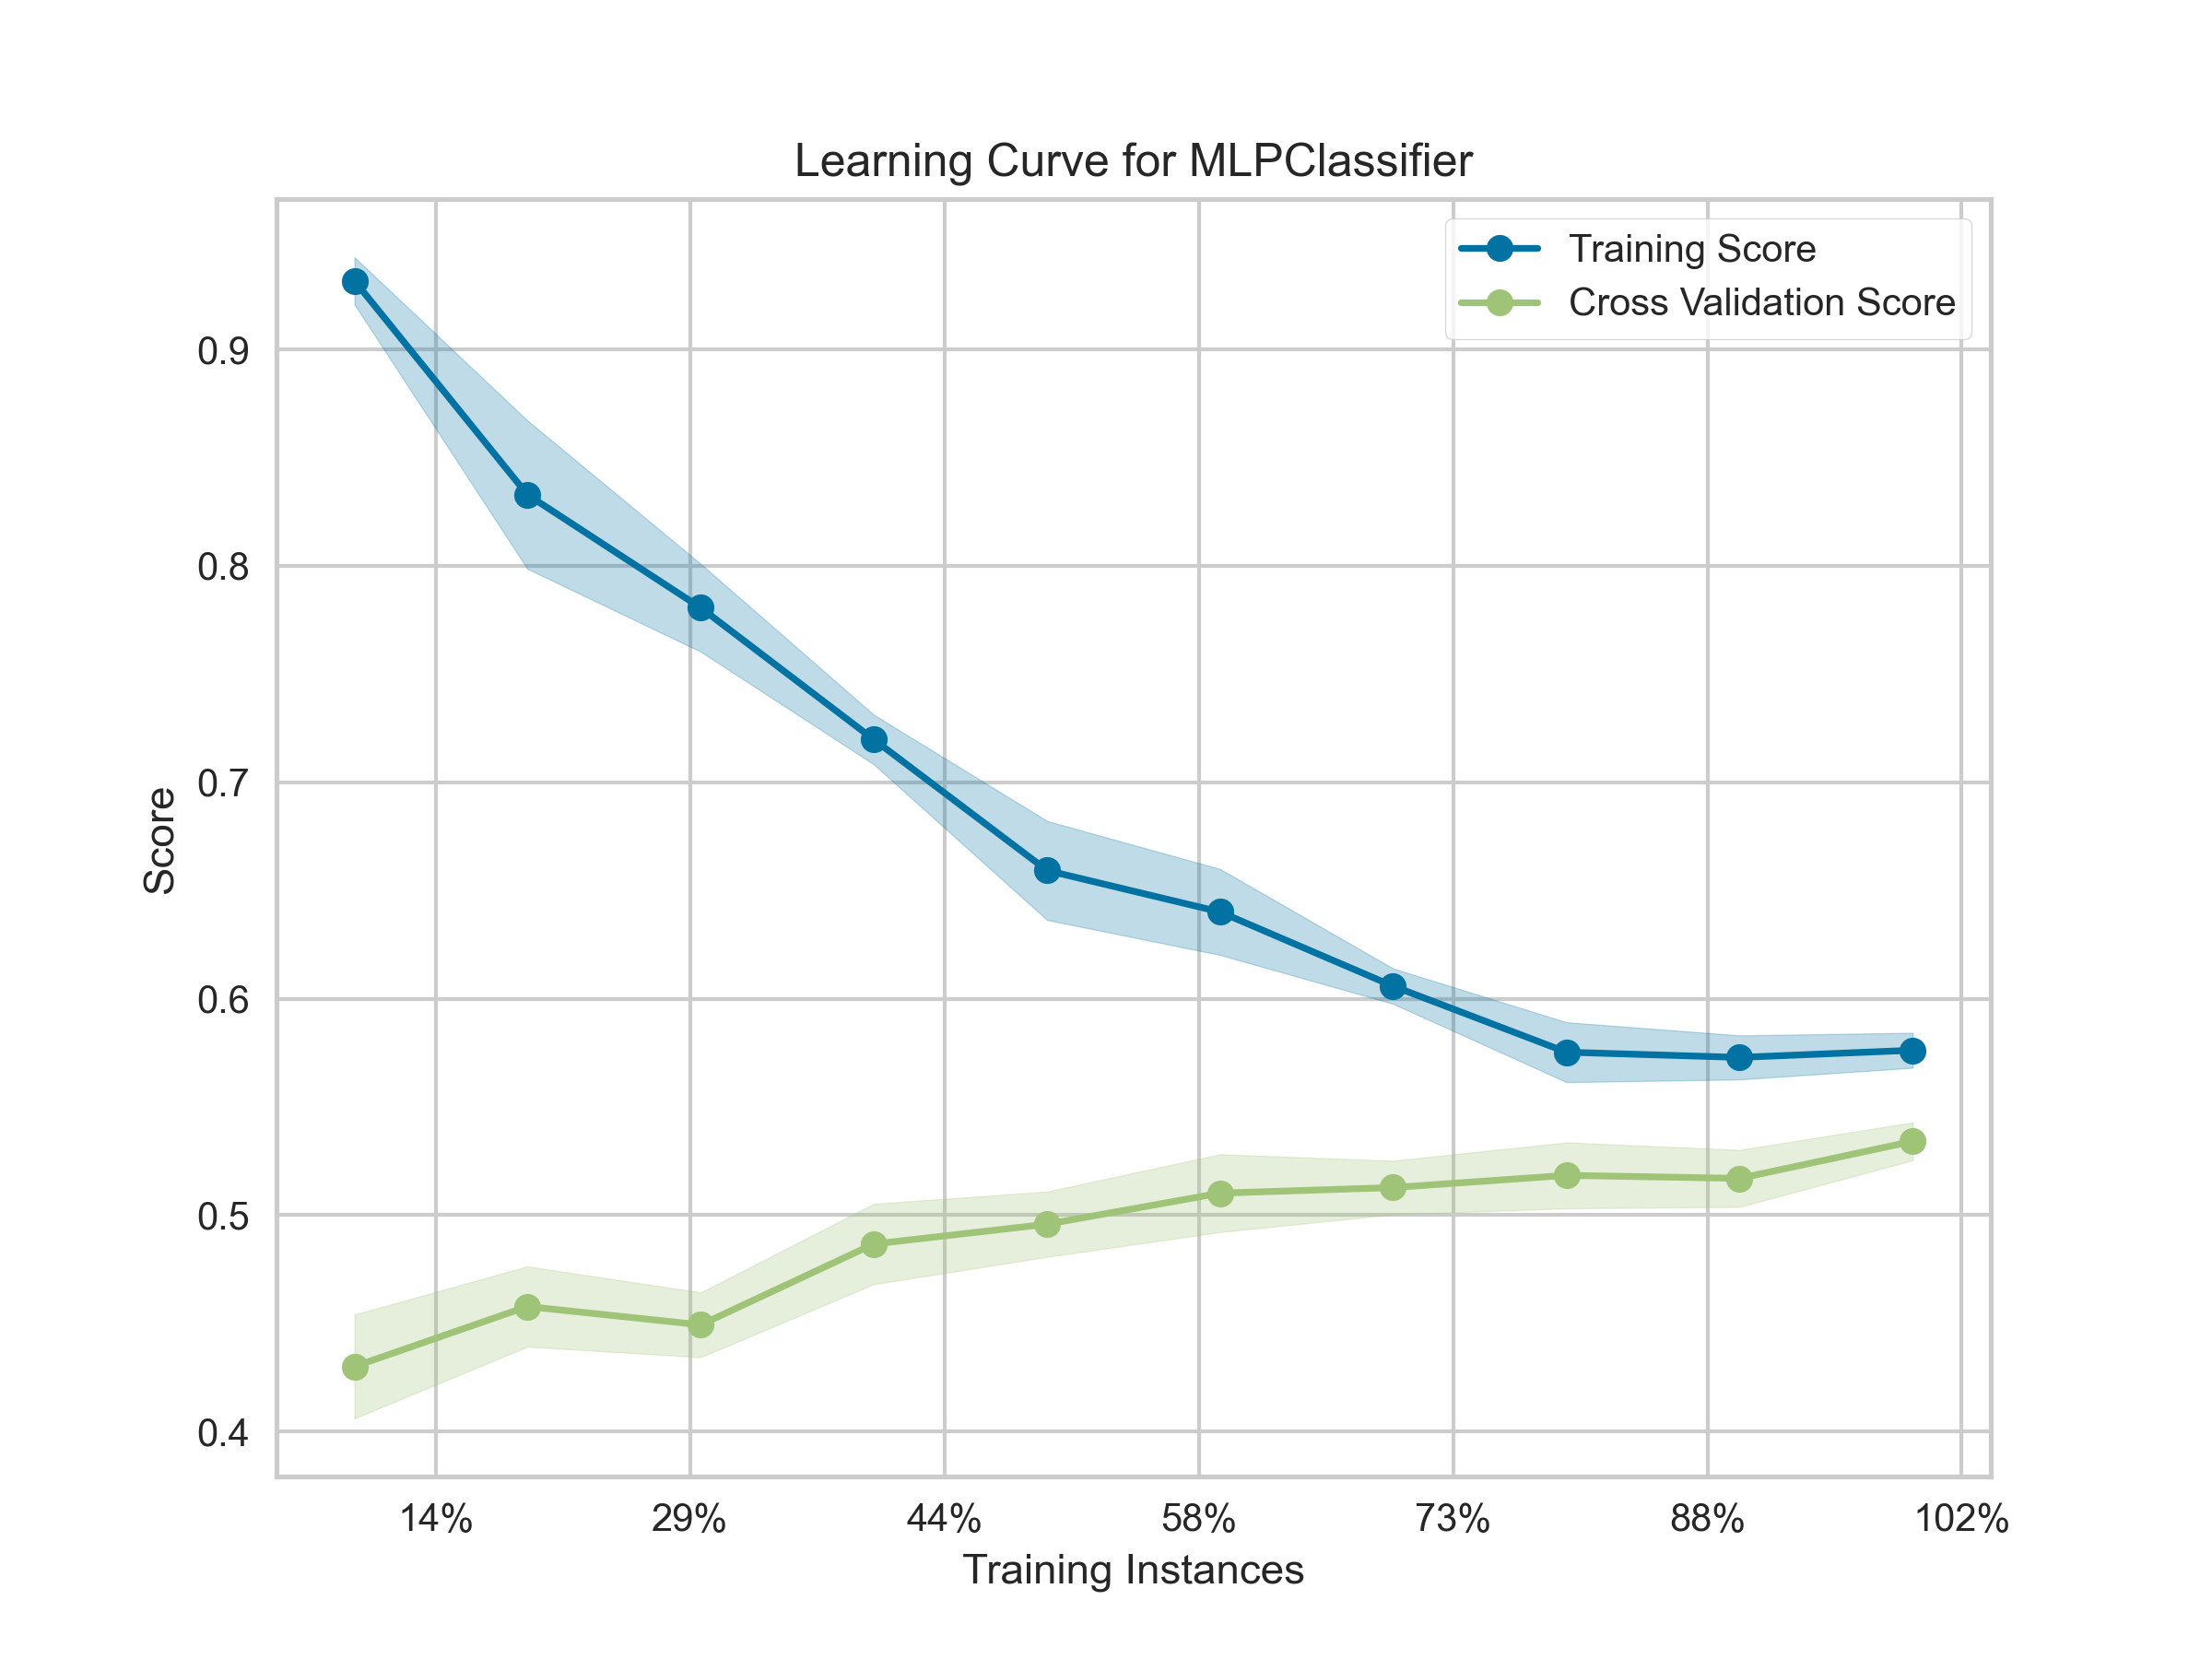 Learning Curve for MLPClassifier
Training Score
Cross Validation Score
0.9
0.8
0.7
0.6
0.5
0.4
Score
14% 29% 44% 58% 73% 88% 102%
Training Instances